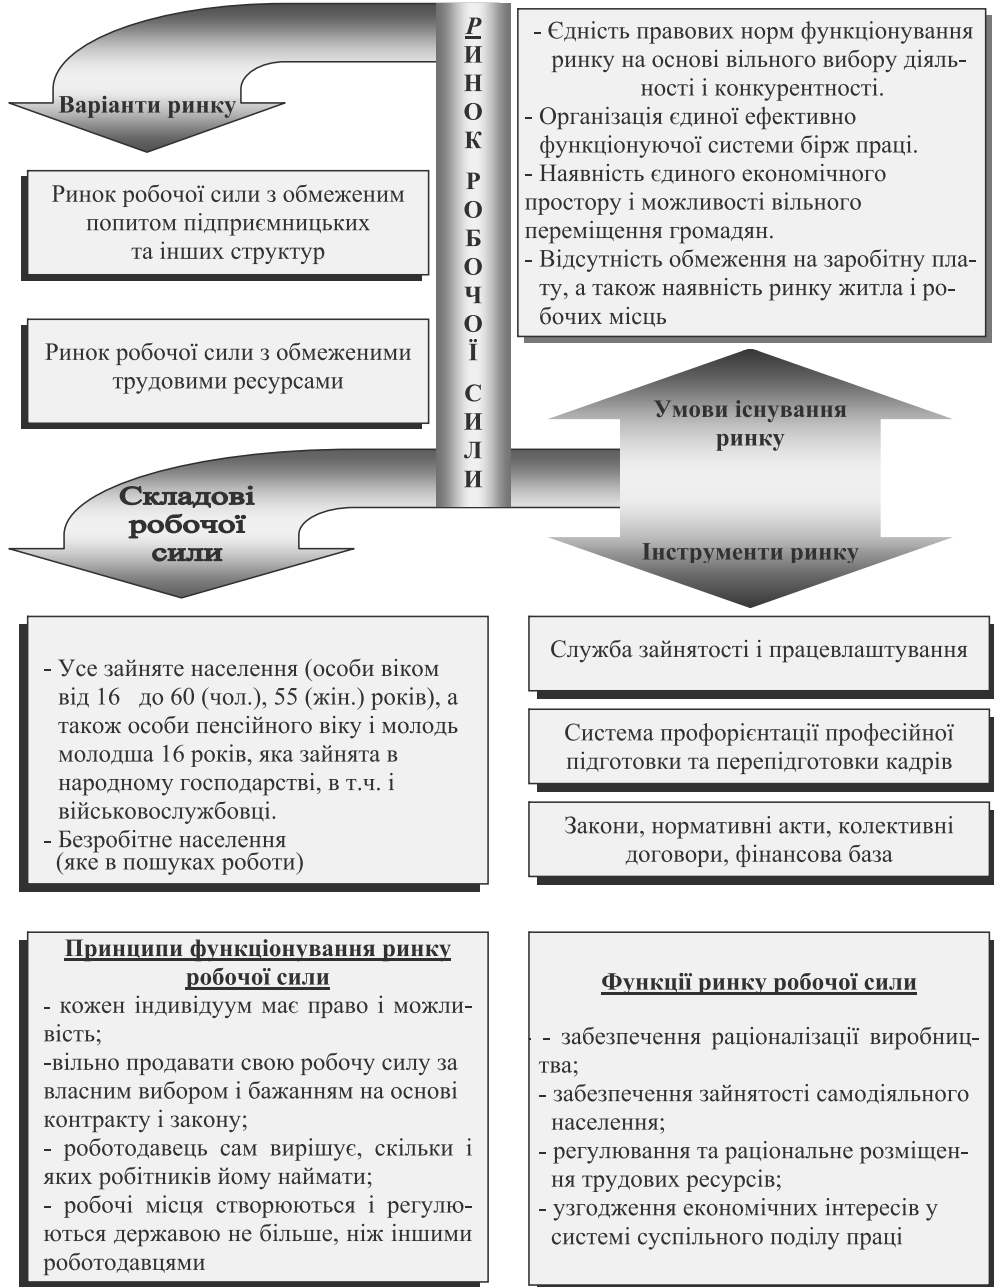 РИНОК РОБОЧОЇ СИЛИ
Варіанти ринку
Ринок робочої сили з обмеженим
попитом підприємницьких
та інших структур
Ринок робочої сили з обмеженими
трудовими ресурсами
- Єдність правових норм функціонування
ринку на основі вільного вибору діяль-
ності і конкурентності.
- Організація єдиної ефективно
функціонуючої системи бірж праці.
- Наявність єдиного економічного
простору і можливості вільного
переміщення громадян.
- Відсутність обмеження на заробітну пла-
ту, а також наявність ринку житла і ро-
бочих місць
Умови існування
ринку
Інструменти ринку
Складові
робочої
сили
- Усе зайняте населення (особи віком
від 16 до 60 (чол.), 55 (жін.) років), а
також особи пенсійного віку і молодь
молодша 16 років, яка зайнята в
народному господарстві, в т.ч. і
військовослужбовці.
- Безробітне населення
(яке в пошуках роботи)
Служба зайнятості і працевлаштування
Система профорієнтації професійної
підготовки та перепідготовки кадрів
Закони, нормативні акти, колективні
договори, фінансова база
Принципи функціонування ринку
робочої сили
- кожен індивідуум має право і можли-
вість;
-вільно продавати свою робочу силу за
власним вибором і бажанням на основі
контракту і закону;
- роботодавець сам вирішує, скільки і
яких робітників йому наймати;
- робочі місця створюються і регулю-
ються державою не більше, ніж іншими
роботодавцями
Функції ринку робочої сили
- - забезпечення раціоналізації виробниц-
тва;
- забезпечення зайнятості самодіяльного
населення;
- регулювання та раціональне розміщен-
ня трудових ресурсів;
- узгодження економічних інтересів у
системі суспільного поділу праці